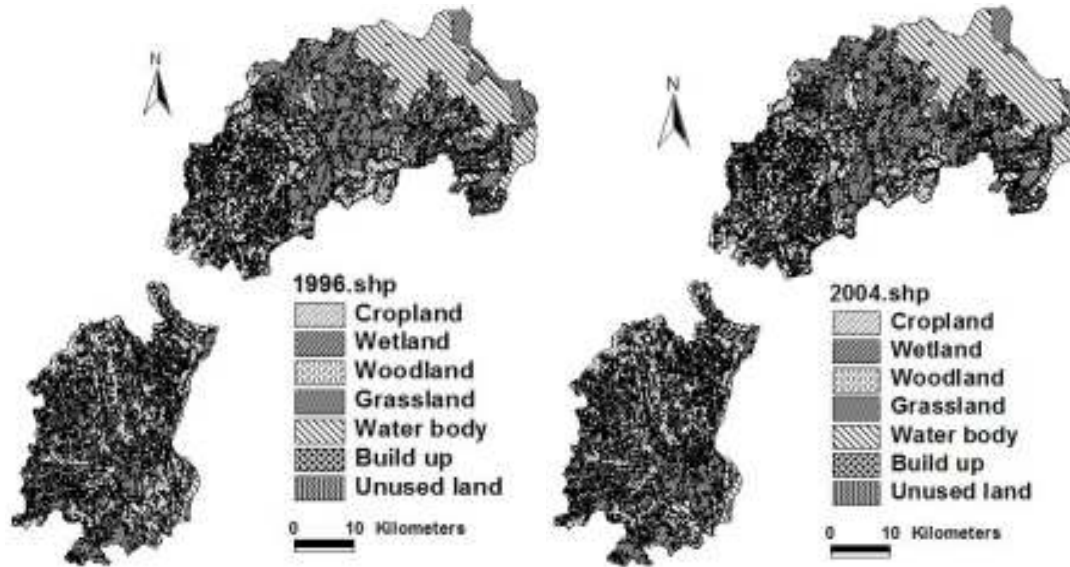 N
1996.shp
Cropland
Wetland
Woodland
Grassland
Water body
Build up
Unused land
0 10 Kilometers
N
2004.shp
Cropland
Wetland
Woodland
Grassland
Water body
Build up
Unused land
0 10 Kilometers